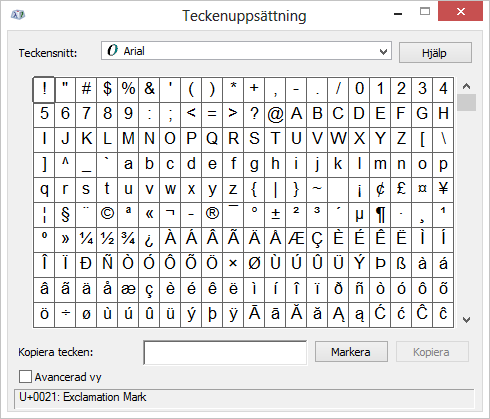 Teckenuppsättning
Teckensnitt: O Arial Hjälp
! " # $ % & ' ( ) * + , - . / 0 1 2 3 4
5 6 7 8 9 : ; < = > ? @ A B C D E F G H
I J K L M N O P Q R S T U V W X Y Z [ \
] ^ _ ` a b c d e f g h i j k l m n o p
q r s t u v w x y z { | } ~   ¡ ¢ £ ¤ ¥
¦ § ¨ © ª « ¬ - ® ¯ ° ± ² ³ ´ µ ¶ · ¸ ¹
º » ¼ ½ ¾ ¿ À Á Â Ã Ä Å Æ Ç È É Ê Ë Ì Í
Î Ï Ð Ñ Ò Ó Ô Õ Ö × Ø Ù Ú Û Ü Ý Þ ß à á
â ã ä å æ ç è é ê ë ì í î ï ð ñ ò ó ô õ
ö ÷ ø ù ú û ü ý þ ÿ Ā ā Ă ă Ą ą Ć ć Ĉ ĉ
Kopiera tecken: Markera Kopiera
Avancerad vy
U+0021: Exclamation Mark